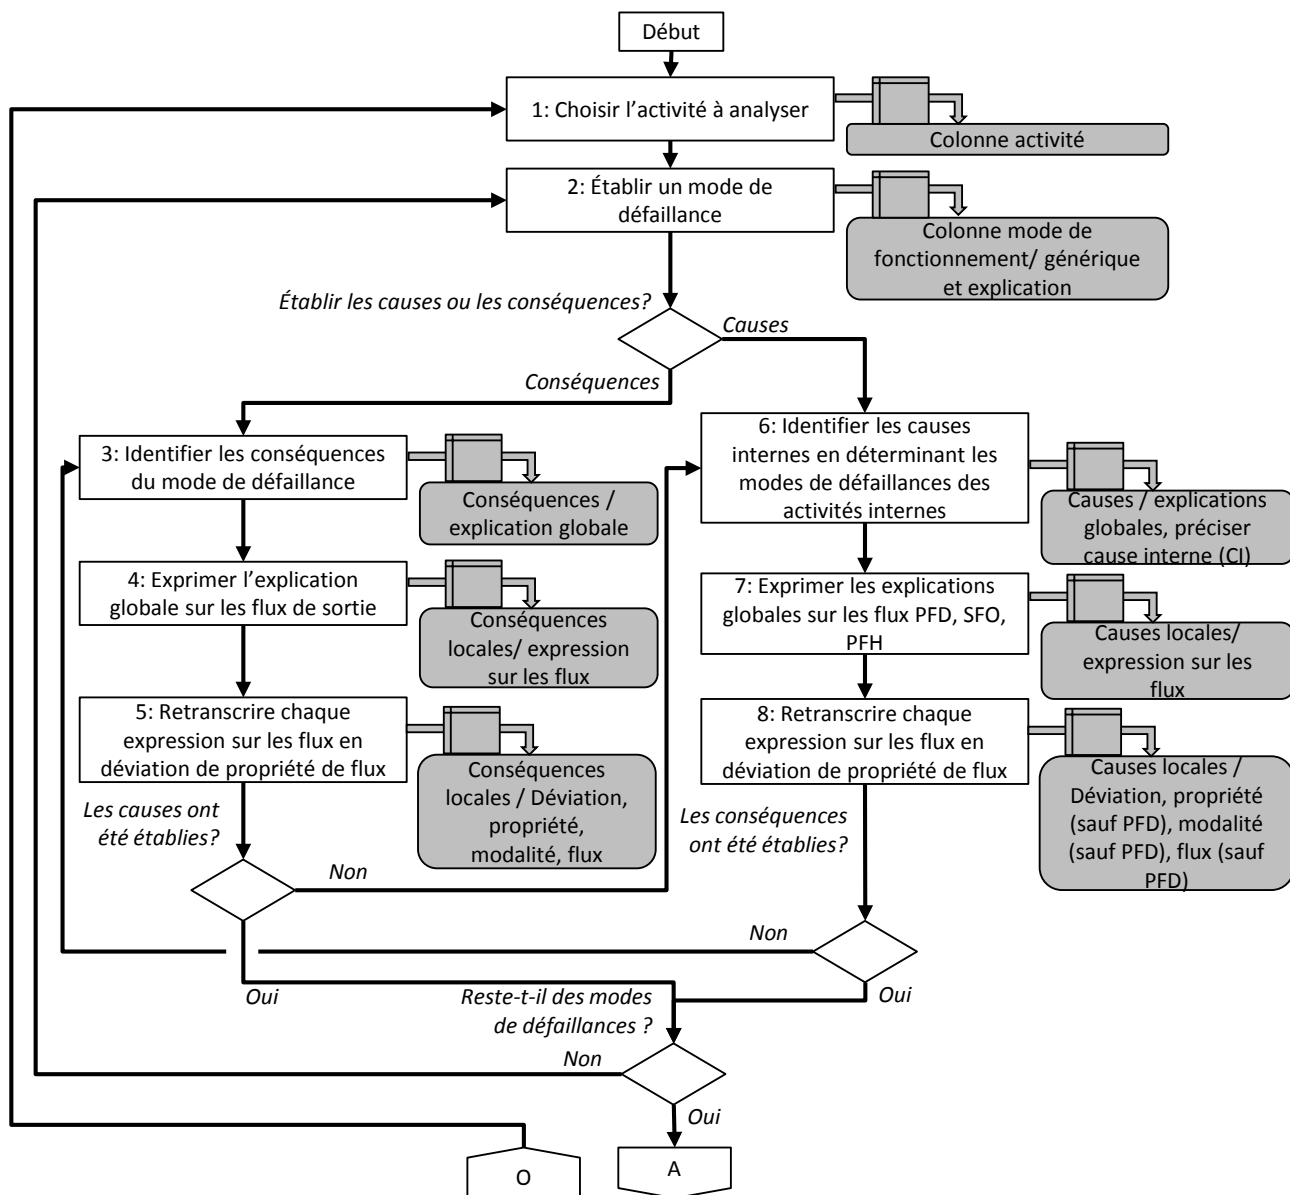 Début
1: Choisir l’activité à analyser
Colonne activité
2: Établir un mode de
défaillance
Colonne mode de
fonctionnement/ générique
et explication
Établir les causes ou les conséquences?
Causes
Conséquences
3: Identifier les conséquences
du mode de défaillance
Conséquences /
explication globale
6: Identifier les causes
internes en déterminant les
modes de défaillances des
activités internes
Causes / explications
globales, préciser
cause interne (CI)
4: Exprimer l’explication
globale sur les flux de sortie
Conséquences
locales/ expression
sur les flux
7: Exprimer les explications
globales sur les flux PFD, SFO,
PFH
Causes locales/
expression sur les
flux
5: Retranscrire chaque
expression sur les flux en
déviation de propriété de flux
Conséquences
locales / Déviation,
propriété,
modalité, flux
8: Retranscrire chaque
expression sur les flux en
déviation de propriété de flux
Causes locales /
Déviation, propriété
(sauf PFD), modalité
(sauf PFD), flux (sauf
PFD)
Les causes ont
été établies?
Non
Les conséquences
ont été établies?
Non
Oui
Oui
Reste-t-il des modes
de défaillances ?
Non
Oui
O
A